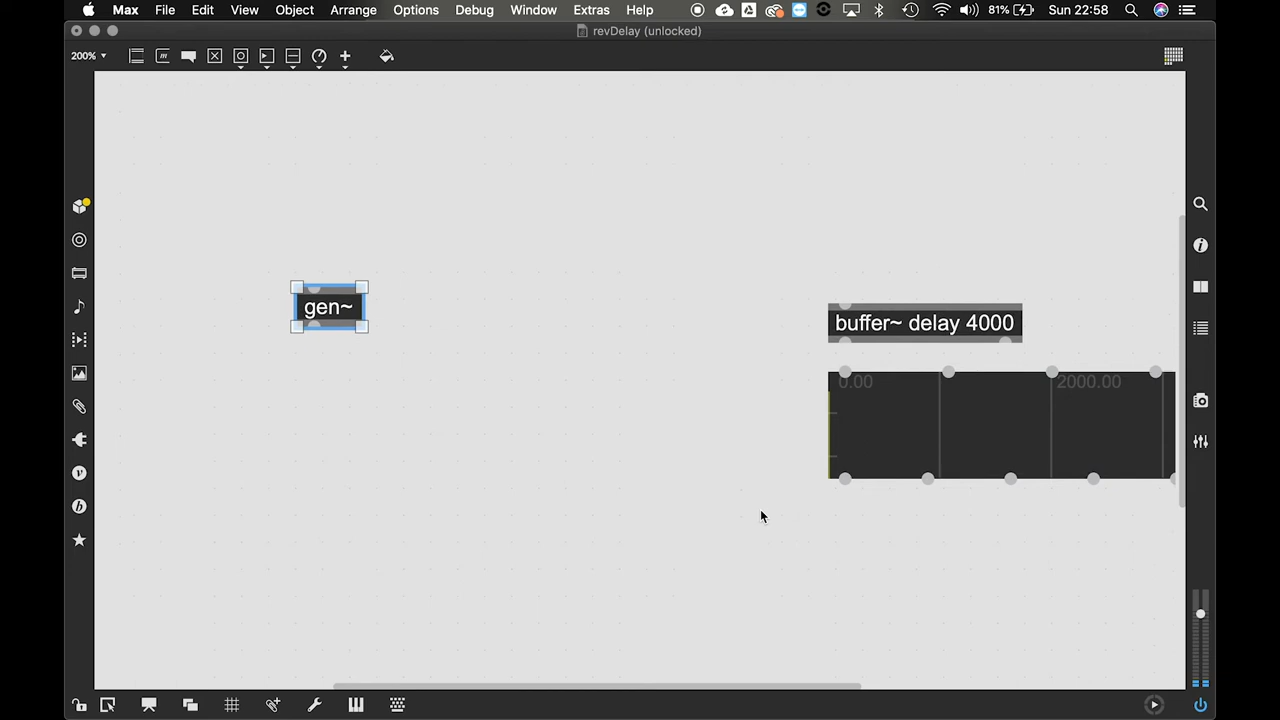 Max File Edit View Object Arrange Options Debug Window Extras Help 81% Sun 22:58
revDelay (unlocked)
200%
gen~
buffer~ delay 4000
0.00 2000.00